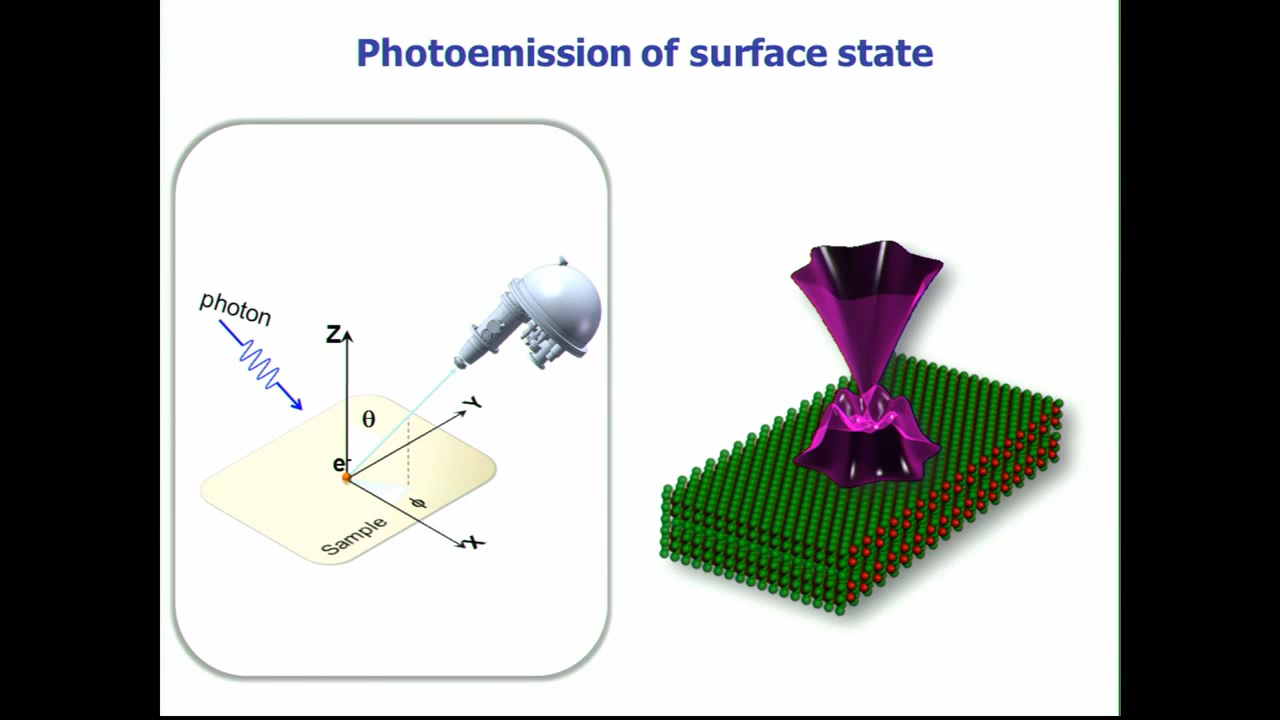 Photoemission of surface state
photon
Z
θ
Y
e-
ϕ
Sample
X